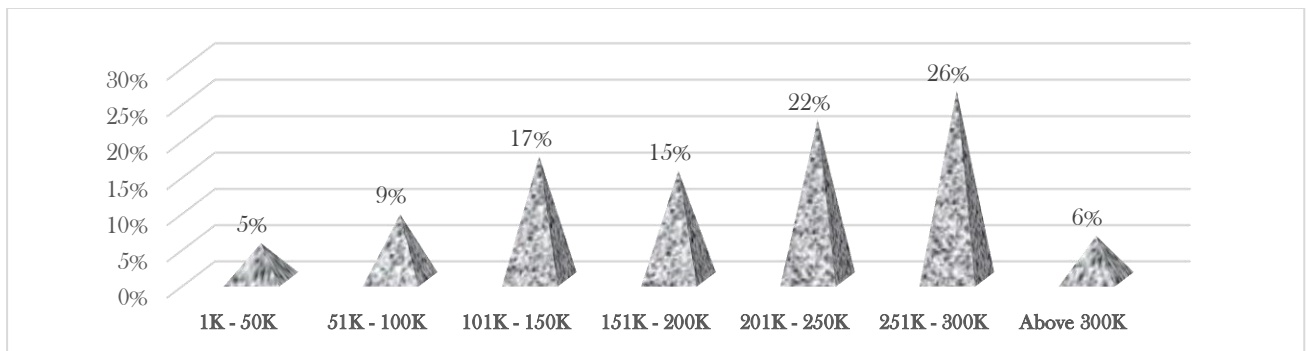 30%
25%
20%
15%
10%
5%
0%
5%
9%
17%
15%
22%
26%
6%
1K - 50K
51K - 100K
101K - 150K
151K - 200K
201K - 250K
251K - 300K
Above 300K